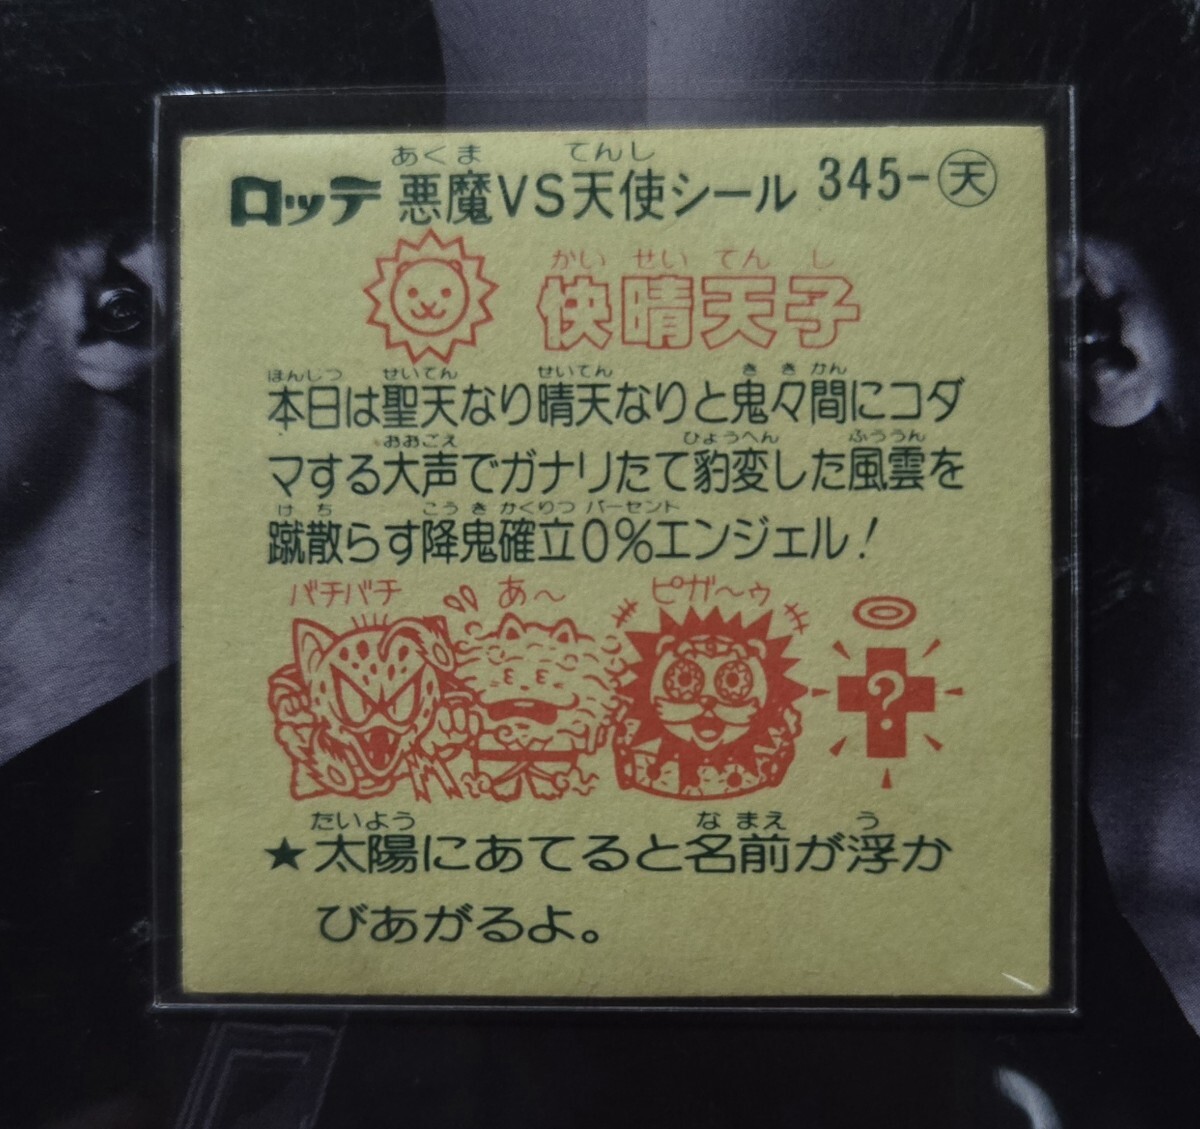 あくま てんし
ロッテ 悪魔VS天使シール 345-天
かい せい てん し
快晴天子
ほんじつ せいてん せいてん き き かん
本日は聖天なり晴天なりと鬼々間にコダ
おおごえ ひょうへん ふううん
マする大声でガナリたて豹変した風雲を
け ち こう き かくりつ パーセント
蹴散らす降鬼確立0%エンジェル!
バチバチ あ〜 ピガ〜ゥ
?
たいよう な まえ う
★太陽にあてると名前が浮か
びあがるよ。